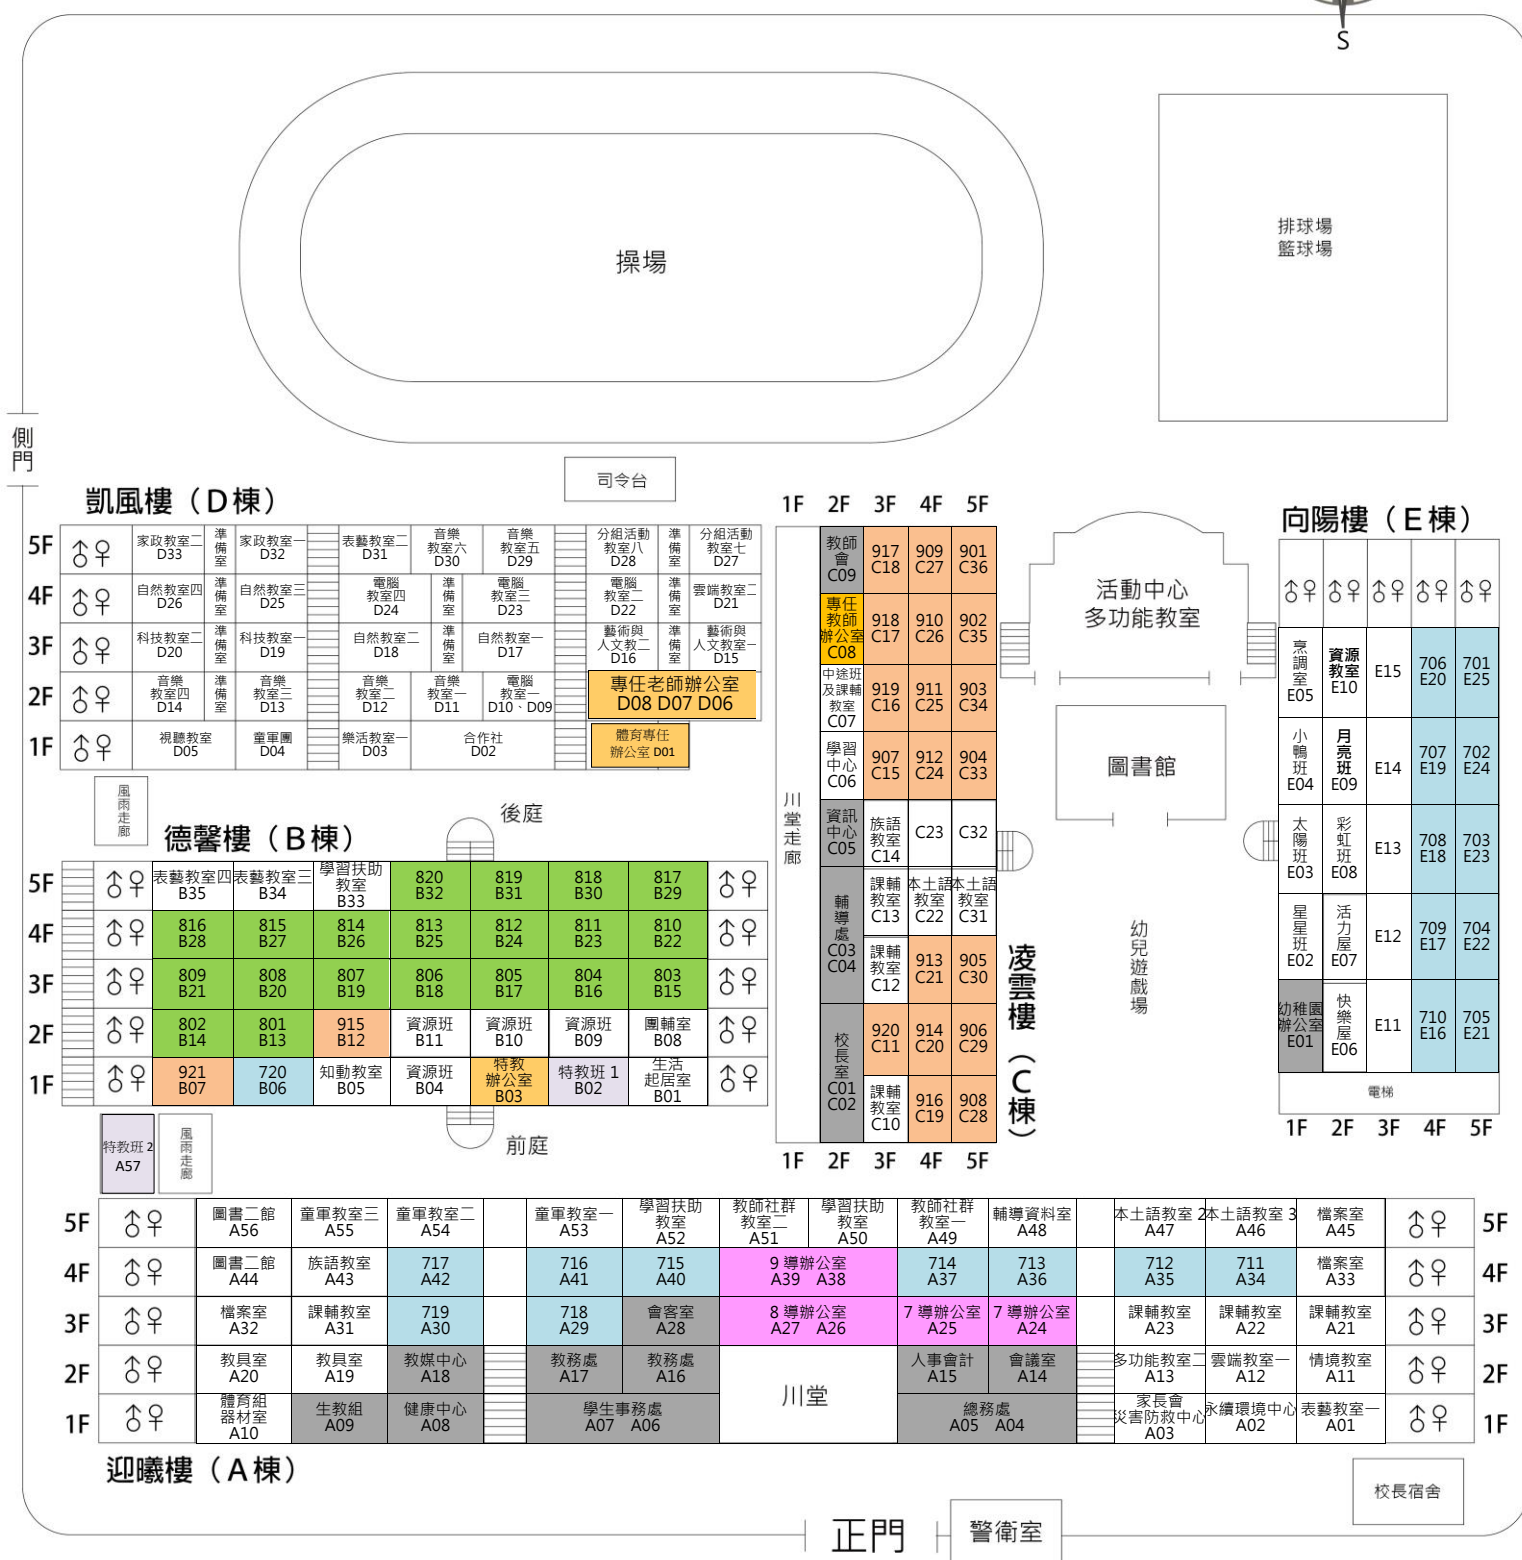 S
操場
排球場
籃球場
側門
司令台
凱風樓（D棟）
5F
家政教室二
D33
準備室
家政教室一
D32
表藝教室二
D31
音樂
教室六
D30
音樂
教室五
D29
分組活動
教室八
D28
準備室
分組活動
教室七
D27
4F
自然教室四
D26
準備室
自然教室三
D25
電腦
教室四
D24
準備室
電腦
教室三
D23
電腦
教室二
D22
準備室
雲端教室二
D21
3F
科技教室二
D20
準備室
科技教室一
D19
自然教室二
D18
準備室
自然教室一
D17
藝術與
人文教二
D16
準備室
藝術與
人文教室一
D15
2F
音樂
教室四
D14
準備室
音樂
教室三
D13
音樂
教室二
D12
音樂
教室一
D11
電腦
教室一
D10、D09
專任老師辦公室
D08 D07 D06
1F
視聽教室
D05
童軍團
D04
樂活教室一
D03
合作社
D02
體育專任
辦公室 D01
風雨走廊
後庭
德馨樓（B棟）
5F
表藝教室四
B35
表藝教室三
B34
學習扶助
教室
B33
820
B32
819
B31
818
B30
817
B29
4F
816
B28
815
B27
814
B26
813
B25
812
B24
811
B23
810
B22
3F
809
B21
808
B20
807
B19
806
B18
805
B17
804
B16
803
B15
2F
802
B14
801
B13
915
B12
資源班
B11
資源班
B10
資源班
B09
團輔室
B08
1F
921
B07
720
B06
知動教室
B05
資源班
B04
特教
辦公室
B03
特教班 1
B02
生活
起居室
B01
特教班 2
A57
風雨走廊
前庭
1F 2F 3F 4F 5F
川堂走廊
教師
會
C09
917
C18
909
C27
901
C36
專任
教師
辦公室
C08
918
C17
910
C26
902
C35
中途班
及課輔
教室
C07
919
C16
911
C25
903
C34
學習
中心
C06
907
C15
912
C24
904
C33
資訊
中心
C05
族語
教室
C14
C23
C32
輔導處
C03
C04
課輔
教室
C13
本土語
教室
C22
本土語
教室
C31
課輔
教室
C12
913
C21
905
C30
校長室
C01
C02
920
C11
914
C20
906
C29
課輔
教室
C10
916
C19
908
C28
1F 2F 3F 4F 5F
凌雲樓（C棟）
活動中心
多功能教室
圖書館
幼兒遊戲場
向陽樓（E棟）
烹調室
E05
資源
教室
E10
E15
706
E20
701
E25
小鴨班
E04
月亮班
E09
E14
707
E19
702
E24
太陽班
E03
彩虹班
E08
E13
708
E18
703
E23
星星班
E02
活力屋
E07
E12
709
E17
704
E22
幼稚園
辦公室
E01
快樂屋
E06
E11
710
E16
705
E21
電梯
1F 2F 3F 4F 5F
5F
圖書二館
A56
童軍教室三
A55
童軍教室二
A54
童軍教室一
A53
學習扶助
教室
A52
教師社群
教室二
A51
學習扶助
教室
A50
教師社群
教室一
A49
輔導資料室
A48
本土語教室 2
A47
本土語教室 3
A46
檔案室
A45
5F
4F
圖書二館
A44
族語教室
A43
717
A42
716
A41
715
A40
9 導辦公室
A39 A38
714
A37
713
A36
712
A35
711
A34
檔案室
A33
4F
3F
檔案室
A32
課輔教室
A31
719
A30
718
A29
會客室
A28
8 導辦公室
A27 A26
7 導辦公室
A25
7 導辦公室
A24
課輔教室
A23
課輔教室
A22
課輔教室
A21
3F
2F
教具室
A20
教具室
A19
教媒中心
A18
教務處
A17
教務處
A16
川堂
人事會計
A15
會議室
A14
多功能教室二
A13
雲端教室一
A12
情境教室
A11
2F
1F
體育組
器材室
A10
生教組
A09
健康中心
A08
學生事務處
A07 A06
總務處
A05 A04
家長會
災害防救中心
A03
永續環境中心
A02
表藝教室一
A01
1F
迎曦樓（A棟）
校長宿舍
正門
警衛室